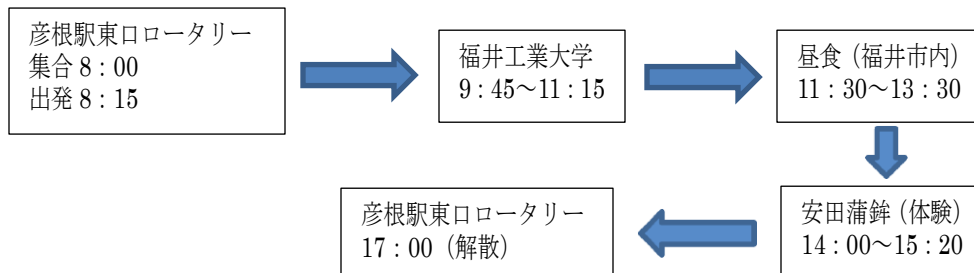 彦根駅東口ロータリー
集合 8：00
出発 8：15
福井工業大学
9：45～11：15
昼食（福井市内）
11：30～13：30
安田蒲鉾（体験）
14：00～15：20
彦根駅東口ロータリー
17：00（解散）